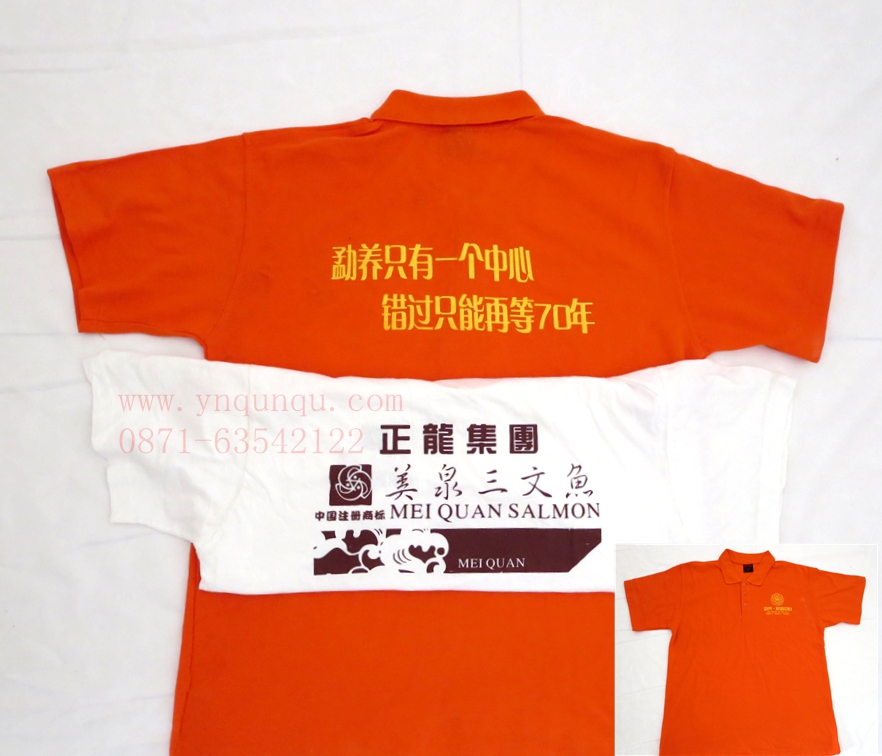 勐养只有一个中心
错过只能再等70年
www.ynqunqu.com
0871-63542122
正龍集團
美泉三文魚
中国注册商标 MEI QUAN SALMON
MEI QUAN